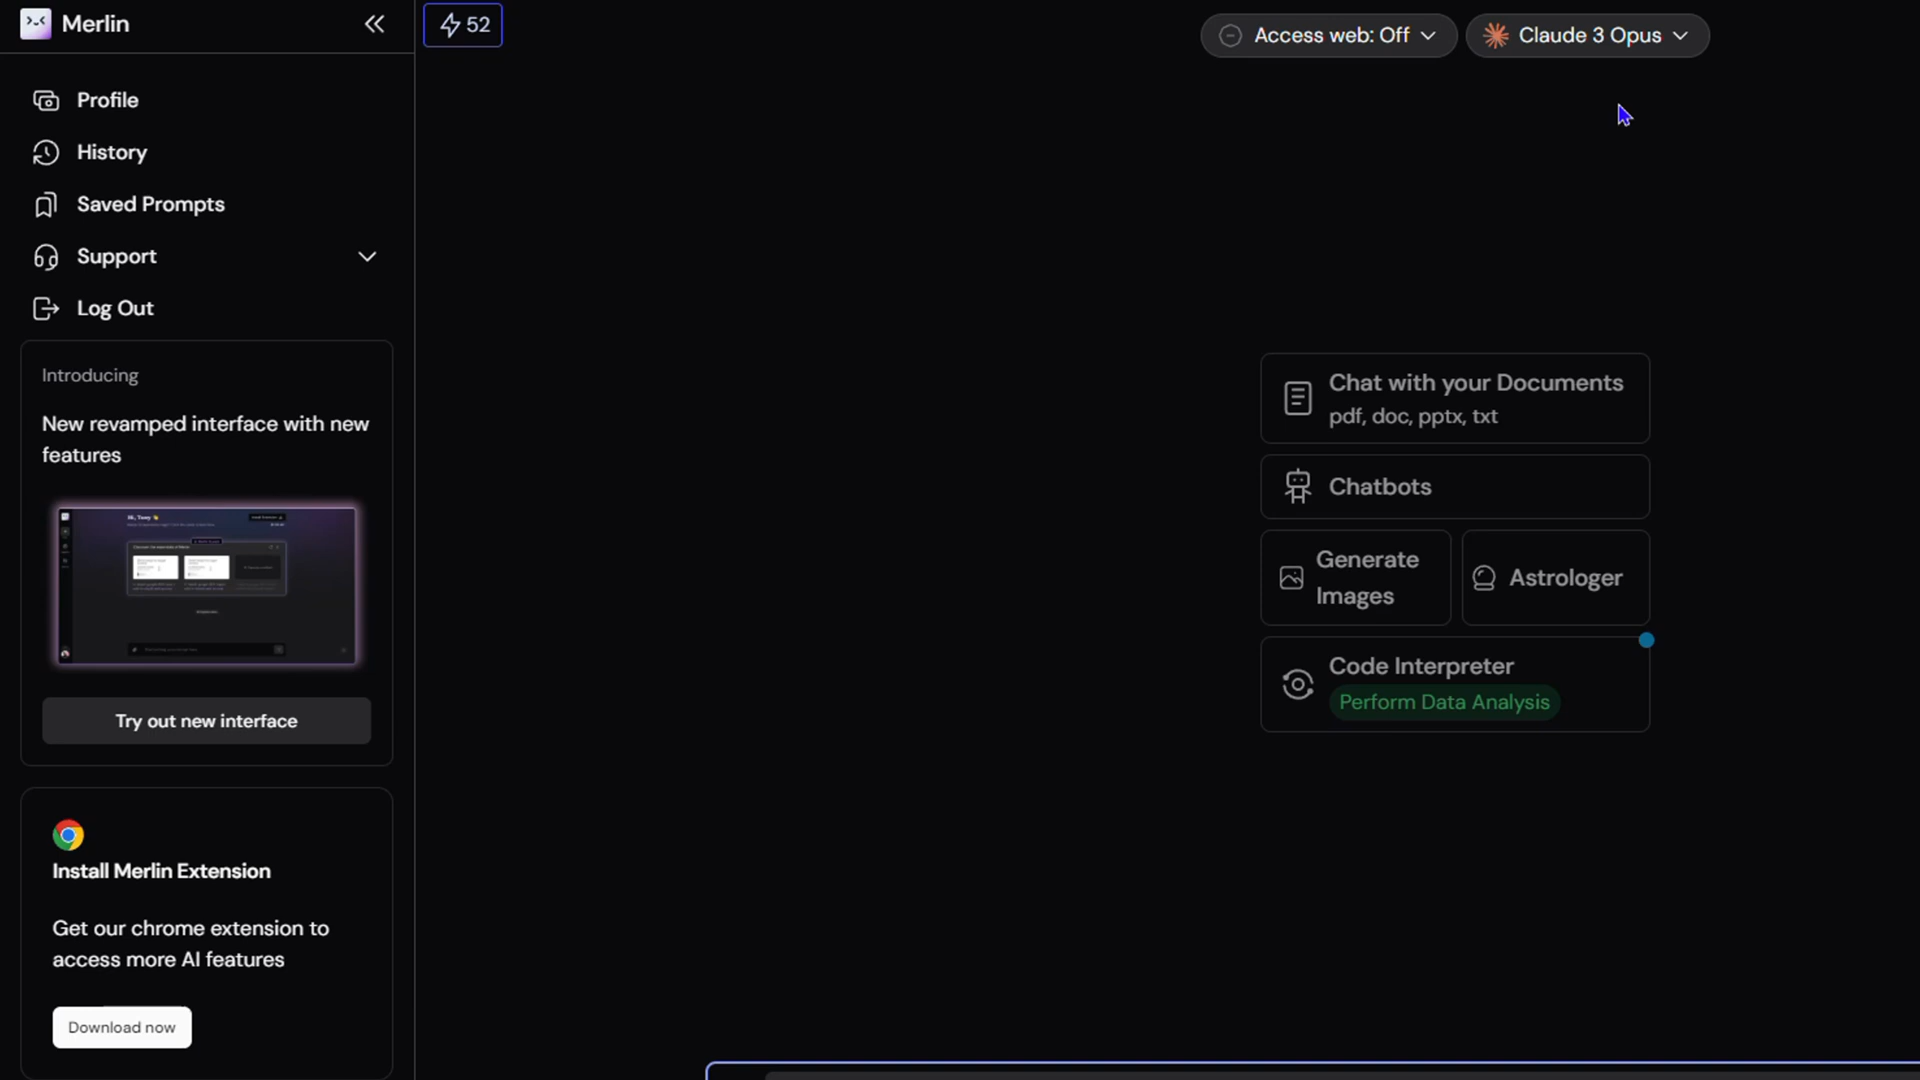 Merlin
52
Access web: Off
Claude 3 Opus
Profile
History
Saved Prompts
Support
Log Out
Introducing
New revamped interface with new
features
Try out new interface
Install Merlin Extension
Get our chrome extension to
access more AI features
Download now
Chat with your Documents
pdf, doc, pptx, txt
Chatbots
Generate
Images
Astrologer
Code Interpreter
Perform Data Analysis